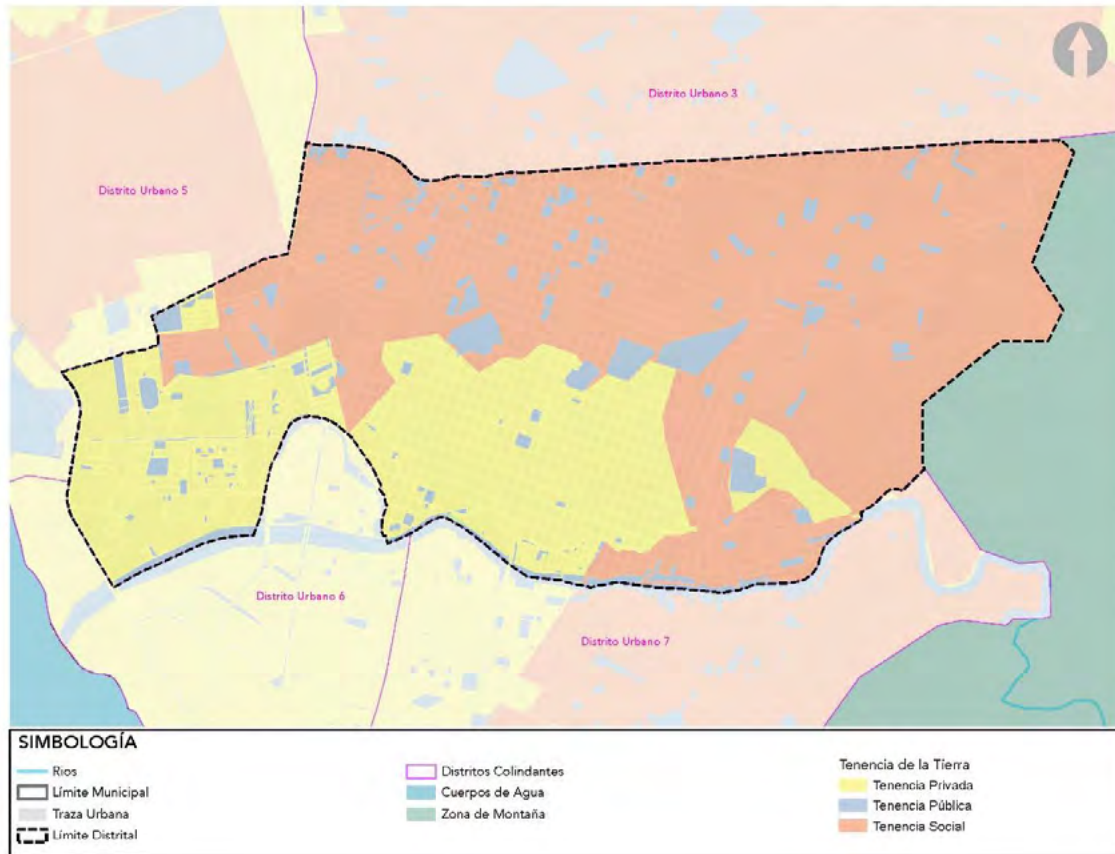 Distrito Urbano 3
Distrito Urbano 5
Distrito Urbano 6
Distrito Urbano 7
SIMBOLOGÍA
Rios
Límite Municipal
Traza Urbana
Límite Distrital
Distritos Colindantes
Cuerpos de Agua
Zona de Montaña
Tenencia de la Tierra
Tenencia Privada
Tenencia Pública
Tenencia Social